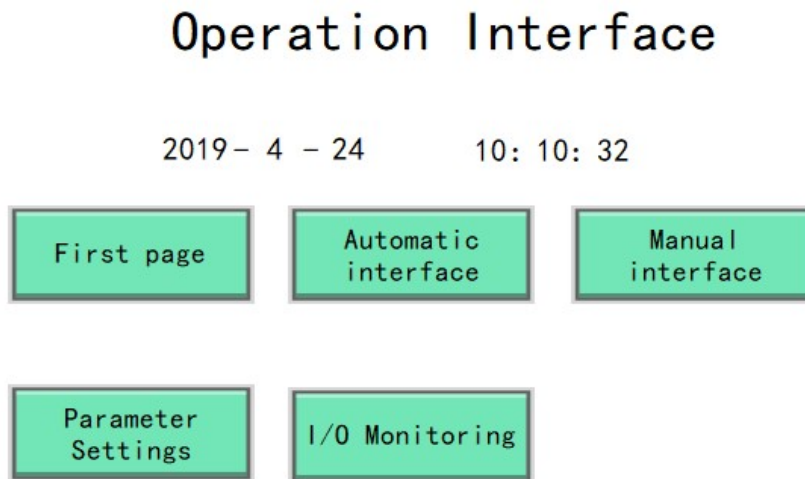 Operation Interface
2019- 4 - 24 10: 10: 32
First page
Automatic
interface
Manual
interface
Parameter
Settings
I/O Monitoring